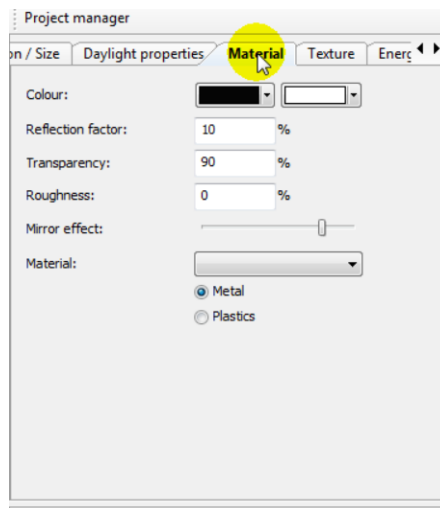 Project manager
on / Size Daylight properties Material Texture Energ
Colour:
Reflection factor: 10 %
Transparency: 90 %
Roughness: 0 %
Mirror effect:
Material:
Metal
Plastics